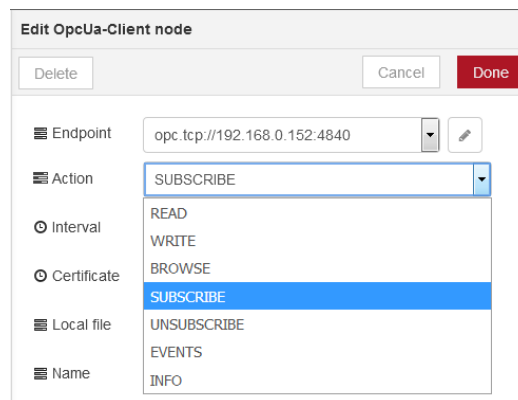 Edit OpcUa-Client node
Delete Cancel Done
Endpoint opc.tcp://192.168.0.152:4840
Action SUBSCRIBE
READ
Interval
WRITE
BROWSE
Certificate
SUBSCRIBE
Local file UNSUBSCRIBE
EVENTS
Name INFO